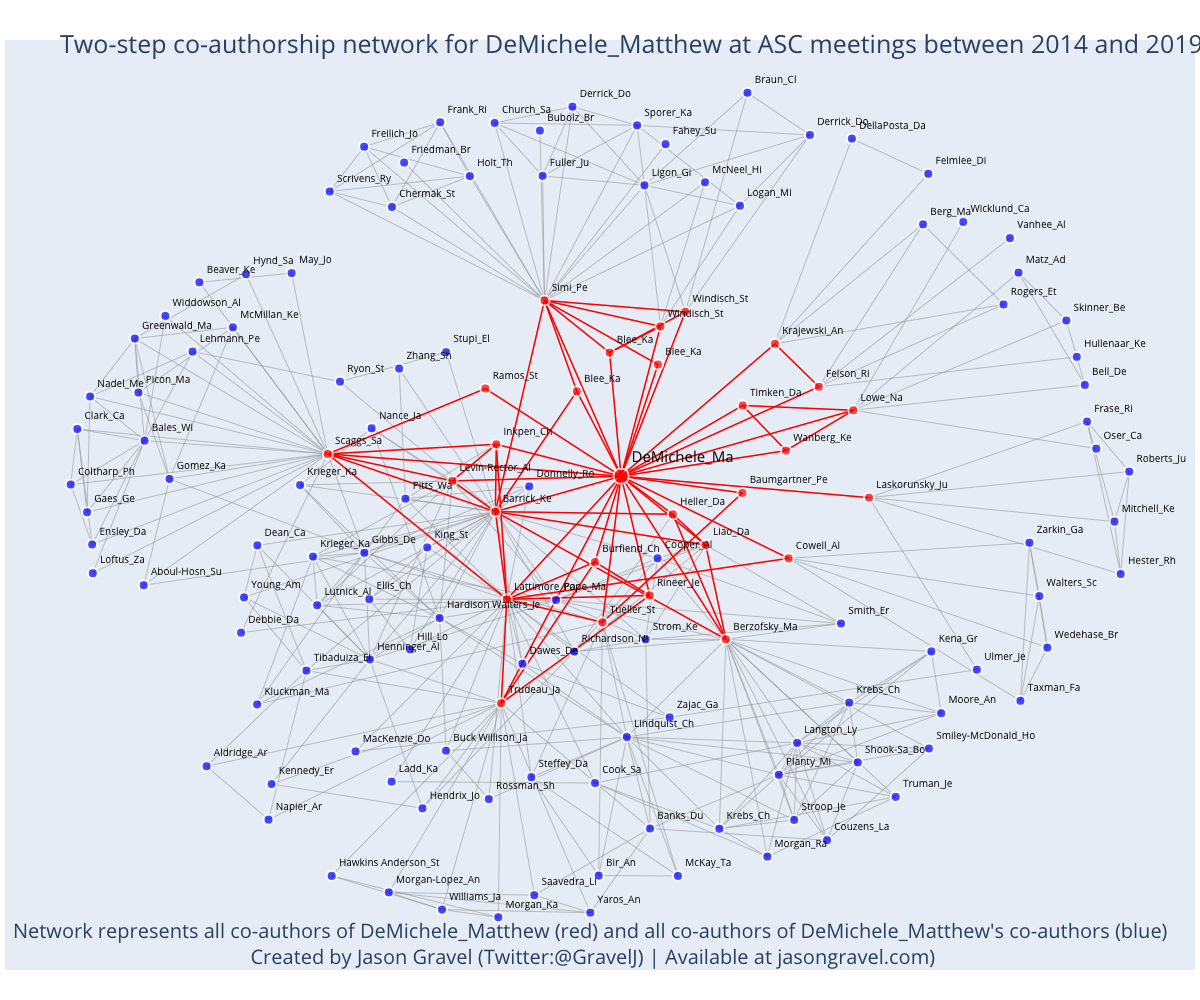 Two-step co-authorship network for DeMichele_Matthew at ASC meetings between 2014 and 2019
Braun_Cl
Derrick_Do
Frank_Ri
Church_Sa
Bubolz_Br
Sporer_Ka
Derrick_Do
DellaPosta_Da
Freilich_Jo
Fahey_Su
Friedman_Br
Holt_Th
Fuller_Ju
Ligon_Gi
McNeel_Hi
Felmlee_Di
Scrivens_Ry
Chermak_St
Logan_Mi
Berg_Ma
Wicklund_Ca
Vanhee_Al
Hynd_Sa
May_Jo
Beaver_Ke
Matz_Ad
Simi_Pe
Windisch_St
Rogers_Et
Widdowson_Al
McMillan_Ke
Windisch_St
Skinner_Be
Greenwald_Ma
Krajewski_An
Lehmann_Pe
Stupi_El
Blee_Ka
Blee_Ka
Hullenaar_Ke
Zhang_Sh
Ryon_St
Ramos_St
Blee_Ka
Felson_Ri
Bell_De
Nadel_Me
Picon_Ma
Timken_Da
Lowe_Na
Clark_Ca
Nance_Ja
Frase_Ri
Bales_Wi
Scaggs_Sa
Inkpen_Ch
Wanberg_Ke
Oser_Ca
DeMichele_Ma
Coltharp_Ph
Gomez_Ka
Krieger_Ka
Levin-Rector_Al
Donnelly_Ro
Roberts_Ju
Pitts_Wa
Baumgartner_Pe
Laskorunsky_Ju
Gaes_Ge
Barrick_Ke
Heller_Da
Mitchell_Ke
Ensley_Da
Dean_Ca
Gibbs_De
King_St
Liao_Da
Zarkin_Ga
Krieger_Ka
Burfiend_Ch
Cooper_Al
Cowell_Al
Loftus_Za
Hester_Rh
Aboul-Hosn_Su
Young_Am
Ellis_Ch
Lattimore_Pa
Pope_Ma
Rineer_Je
Walters_Sc
Lutnick_Al
Hardison Walters_Je
Tueller_St
Smith_Er
Debbie_Da
Hill_Lo
Strom_Ke
Berzofsky_Ma
Wedehase_Br
Henninger_Al
Richardson_Ni
Kena_Gr
Tibaduiza_El
Dawes_Da
Ulmer_Je
Kluckman_Ma
Trudeau_Ja
Krebs_Ch
Taxman_Fa
Zajac_Ga
Moore_An
Lindquist_Ch
MacKenzie_Do
Buck Willison_Ja
Langton_Ly
Smiley-McDonald_Ho
Aldridge_Ar
Shook-Sa_Bo
Steffey_Da
Planty_Mi
Kennedy_Er
Ladd_Ka
Rossman_Sh
Cook_Sa
Truman_Je
Napier_Ar
Hendrix_Jo
Banks_Du
Krebs_Ch
Stroop_Je
Couzens_La
Morgan_Ra
Hawkins Anderson_St
Bir_An
McKay_Ta
Morgan-Lopez_An
Saavedra_Li
Williams_Ja
Morgan_Ka
Yaros_An
Network represents all co-authors of DeMichele_Matthew (red) and all co-authors of DeMichele_Matthew's co-authors (blue)
Created by Jason Gravel (Twitter:@GravelJ) | Available at jasongravel.com)